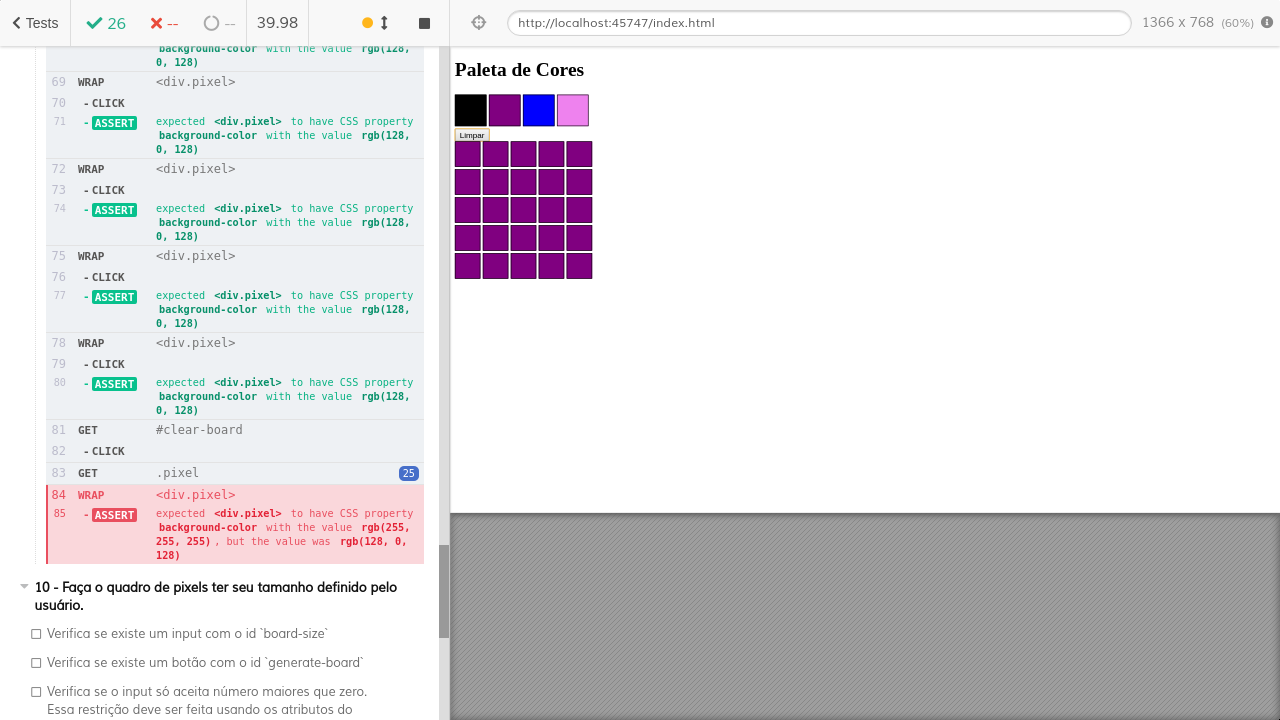 Tests
26
--
--
39.98
http://localhost:45747/index.html
1366 x 768 (60%)
background-color with the value rgb(128,
0, 128)
69 WRAP <div.pixel>
70 - CLICK
71 - ASSERT expected <div.pixel> to have CSS property
background-color with the value rgb(128,
0, 128)
72 WRAP <div.pixel>
73 - CLICK
74 - ASSERT expected <div.pixel> to have CSS property
background-color with the value rgb(128,
0, 128)
75 WRAP <div.pixel>
76 - CLICK
77 - ASSERT expected <div.pixel> to have CSS property
background-color with the value rgb(128,
0, 128)
78 WRAP <div.pixel>
79 - CLICK
80 - ASSERT expected <div.pixel> to have CSS property
background-color with the value rgb(128,
0, 128)
81 GET #clear-board
82 - CLICK
83 GET .pixel 25
84 WRAP <div.pixel>
85 - ASSERT expected <div.pixel> to have CSS property
background-color with the value rgb(255,
255, 255) , but the value was rgb(128, 0,
128)
10 - Faça o quadro de pixels ter seu tamanho definido pelo
usuário.
Verifica se existe um input com o id `board-size`
Verifica se existe um botão com o id `generate-board`
Verifica se o input só aceita número maiores que zero.
Essa restrição deve ser feita usando os atributos do
Paleta de Cores
Limpar